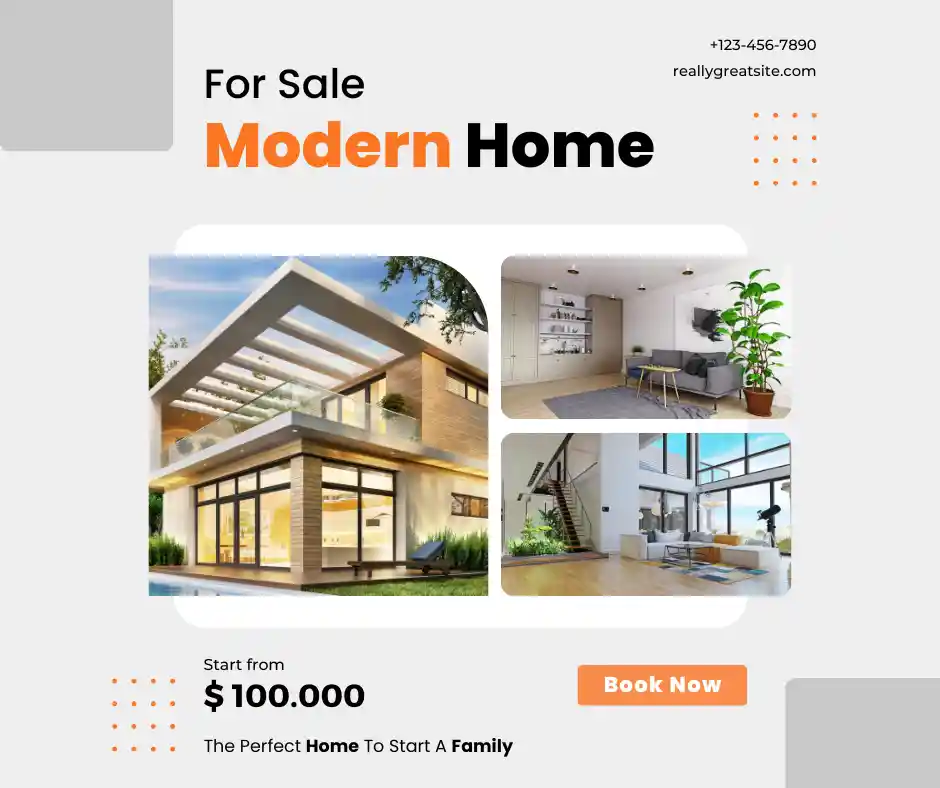 +123-456-7890
reallygreatsite.com
For Sale
Modern Home
Start from
$ 100.000
Book Now
The Perfect Home To Start A Family